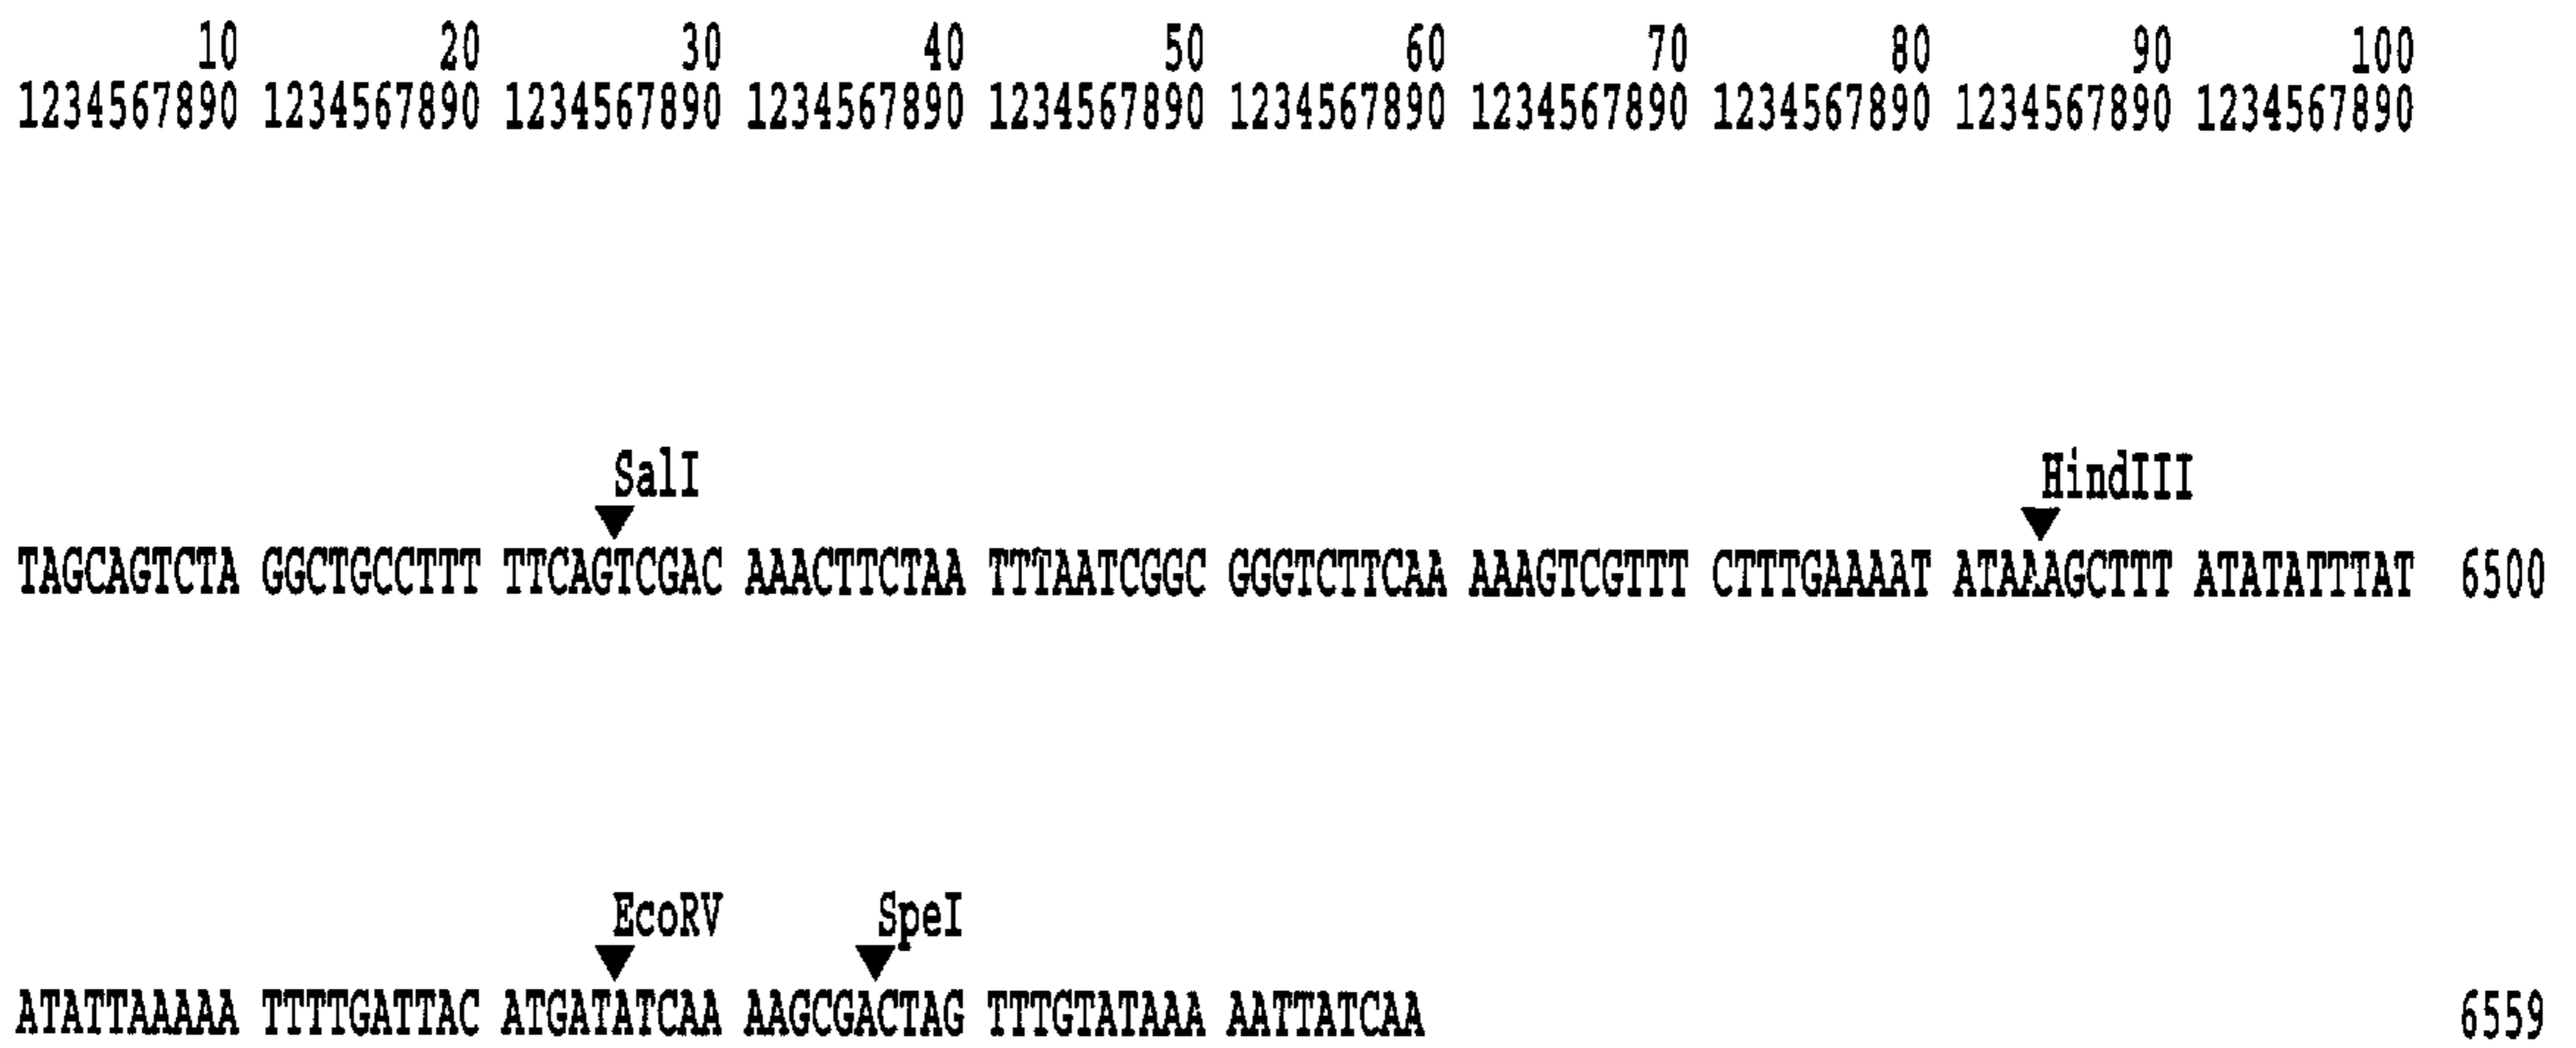 10 20 30 40 50 60 70 80 90 100
1234567890 1234567890 1234567890 1234567890 1234567890 1234567890 1234567890 1234567890 1234567890 1234567890
SalI HindIII
TAGCAGTCTA GGCTGCCTTT TTCAGTCGAC AAACTTCTAA TTTAATCGGC GGGTCTTCAA AAAGTCGTTT CTTTGAAAAT ATAAAGCTTT ATATATTTAT 6500
EcoRV SpeI
ATATTAAAAA TTTTGATTAC ATGATATCAA AAGCGACTAG TTTGTATAAA AATTATCAA 6559